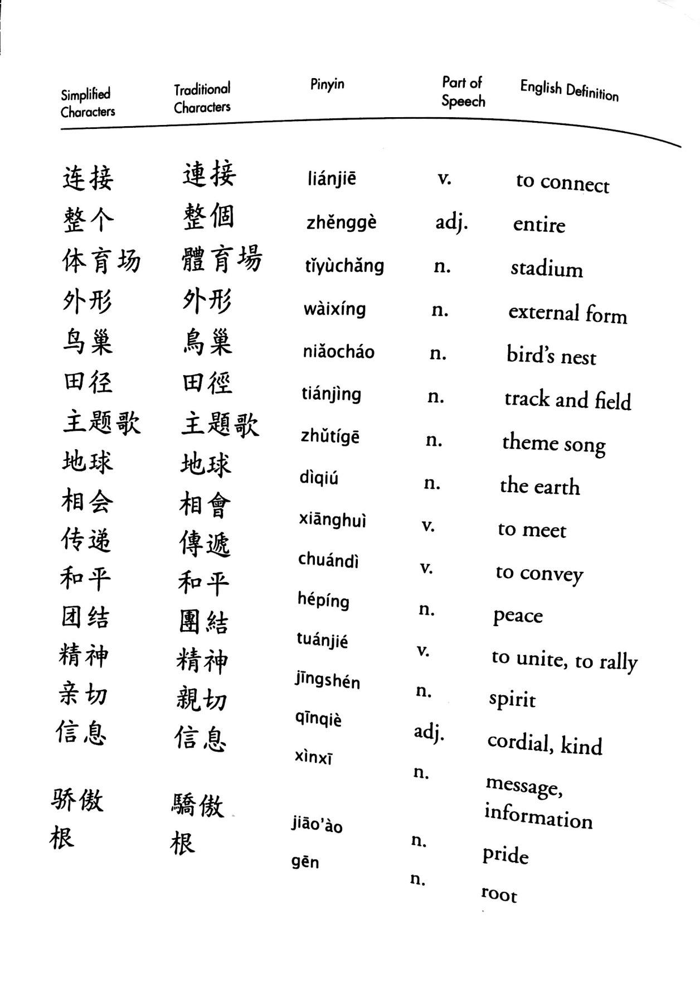 Simplified Characters Traditional Characters Pinyin Part of Speech English Definition
连接 連接 liánjiē v. to connect
整个 整個 zhěnggè adj. entire
体育场 體育場 tǐyùchǎng n. stadium
外形 外形 wàixíng n. external form
鸟巢 鳥巢 niǎocháo n. bird's nest
田径 田徑 tiánjìng n. track and field
主题歌 主題歌 zhǔtígē n. theme song
地球 地球 dìqiú n. the earth
相会 相會 xiānghuì v. to meet
传递 傳遞 chuándì v. to convey
和平 和平 hépíng n. peace
团结 團結 tuánjié v. to unite, to rally
精神 精神 jīngshén n. spirit
亲切 親切 qīnqiè adj. cordial, kind
信息 信息 xìnxī n. message,
information
骄傲 驕傲 jiāo'ào n. pride
根 根 gēn n. root